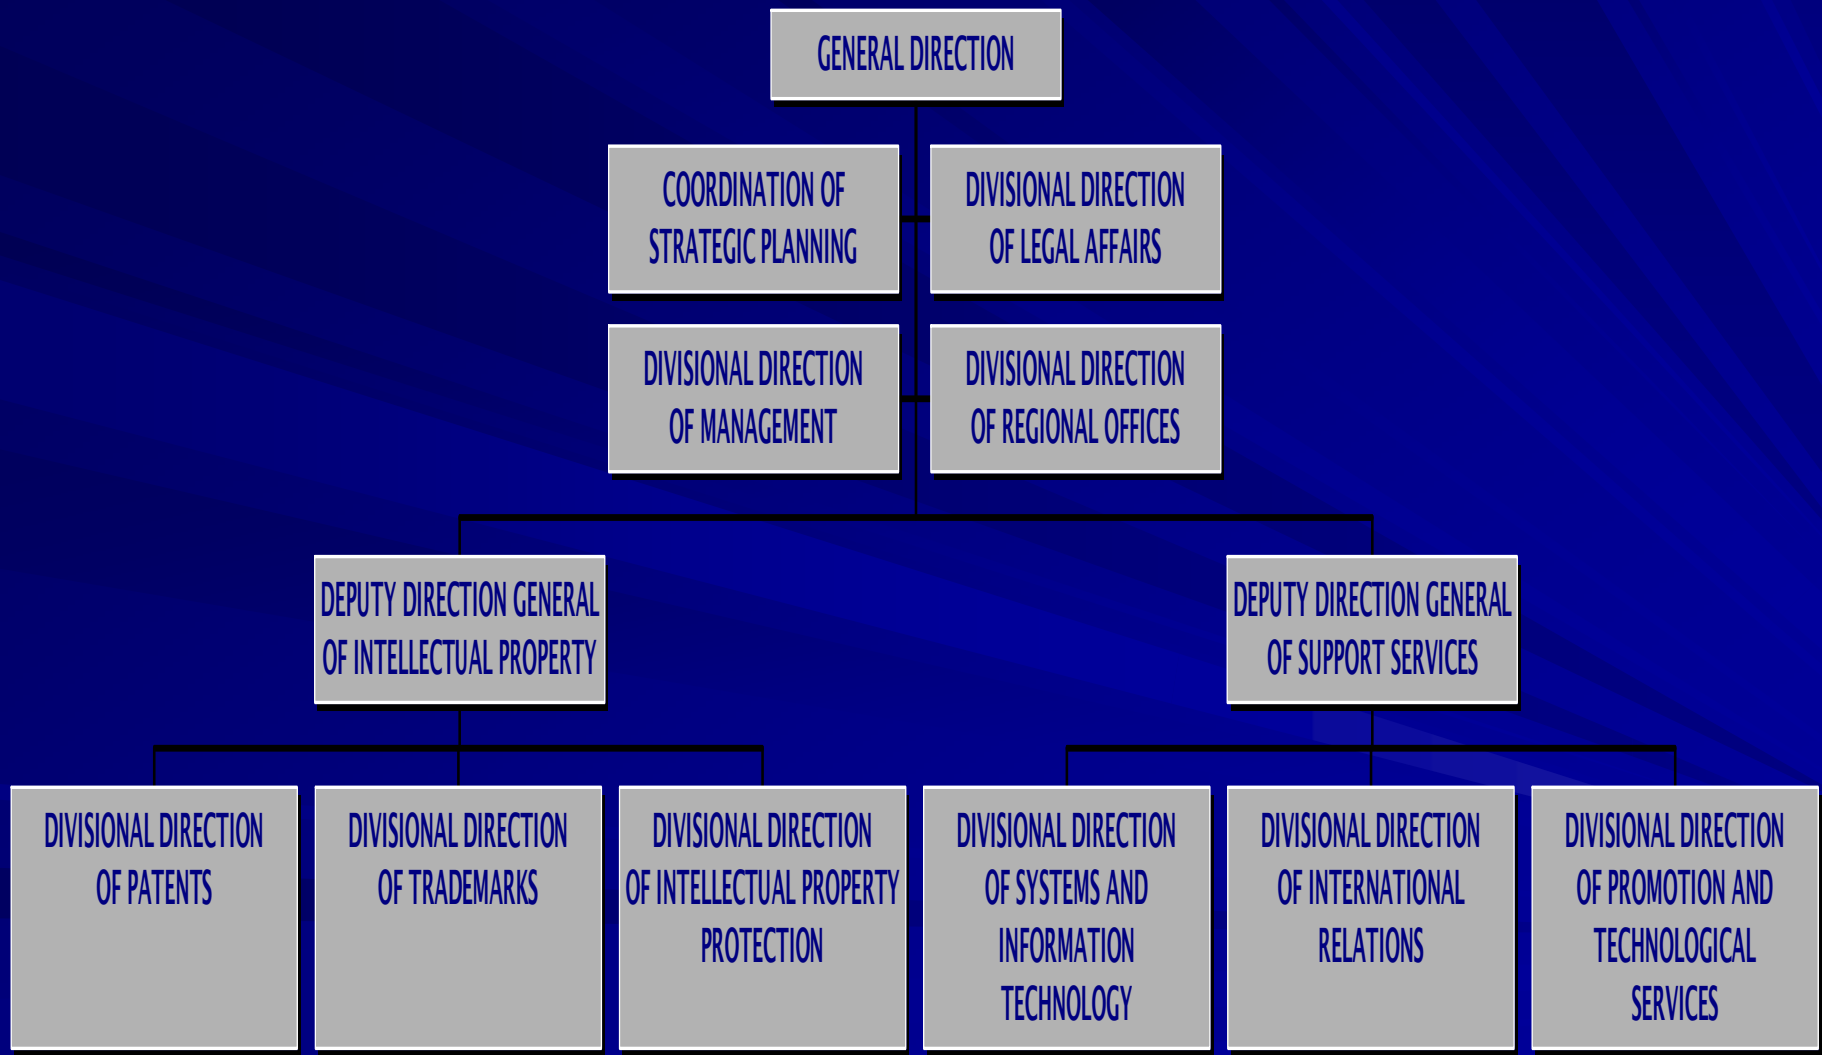 GENERAL DIRECTION
COORDINATION OF
STRATEGIC PLANNING
DIVISIONAL DIRECTION
OF LEGAL AFFAIRS
DIVISIONAL DIRECTION
OF MANAGEMENT
DIVISIONAL DIRECTION
OF REGIONAL OFFICES
DEPUTY DIRECTION GENERAL
OF INTELLECTUAL PROPERTY
DEPUTY DIRECTION GENERAL
OF SUPPORT SERVICES
DIVISIONAL DIRECTION
OF PATENTS
DIVISIONAL DIRECTION
OF TRADEMARKS
DIVISIONAL DIRECTION
OF INTELLECTUAL PROPERTY
PROTECTION
DIVISIONAL DIRECTION
OF SYSTEMS AND
INFORMATION
TECHNOLOGY
DIVISIONAL DIRECTION
OF INTERNATIONAL
RELATIONS
DIVISIONAL DIRECTION
OF PROMOTION AND
TECHNOLOGICAL
SERVICES